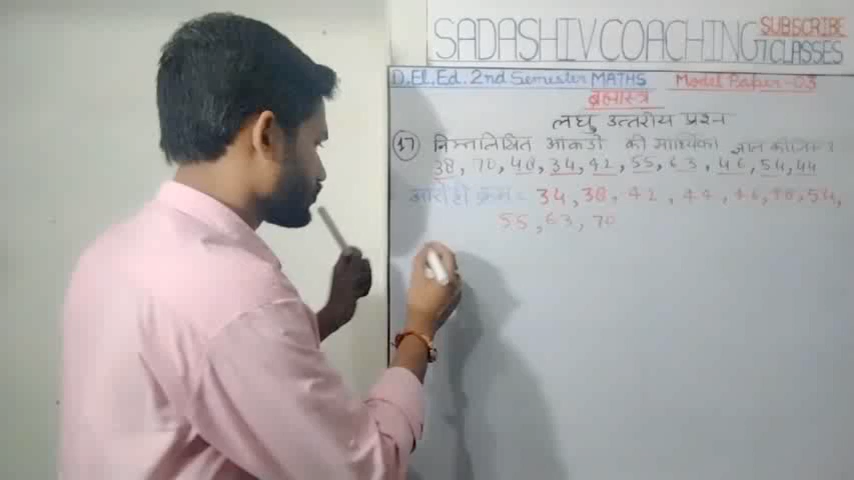 SADASHIV COACHING CLASSES
SUBSCRIBE
D.El.Ed. 2nd Semester MATHS Model Paper-03
ब्रह्मास्त्र
लघु उत्तरीय प्रश्न
17 निम्नलिखित आंकड़ों की माध्यिका ज्ञात कीजिए
38, 70, 48, 34, 42, 55, 63, 46, 54, 44
आरोही क्रम = 34, 38, 42, 44, 46, 48, 54,
55, 63, 70